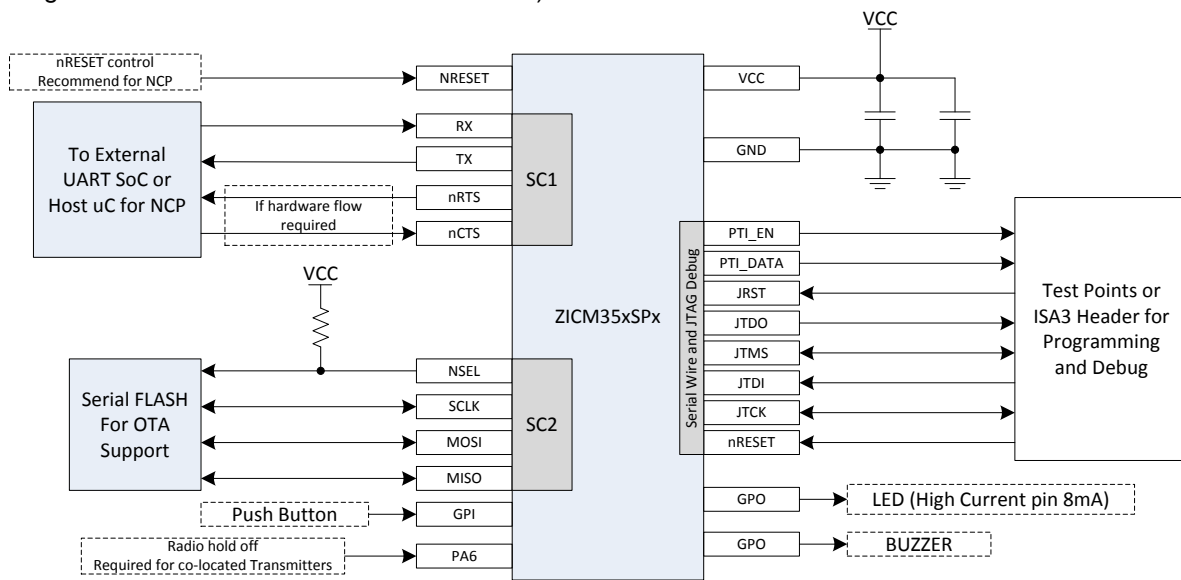 VCC
nRESET control
Recommend for NCP
NRESET
VCC
To External
UART SoC or
Host uC for NCP
RX
TX
nRTS
nCTS
If hardware flow
required
SC1
GND
VCC
ZICM35xSPx
Serial Wire and JTAG Debug
PTI_EN
PTI_DATA
JRST
JTDO
JTMS
JTDI
JTCK
nRESET
Test Points or
ISA3 Header for
Programming
and Debug
Serial FLASH
For OTA
Support
NSEL
SCLK
MOSI
MISO
SC2
Push Button
GPI
Radio hold off
Required for co-located Transmitters
PA6
GPO
LED (High Current pin 8mA)
GPO
BUZZER